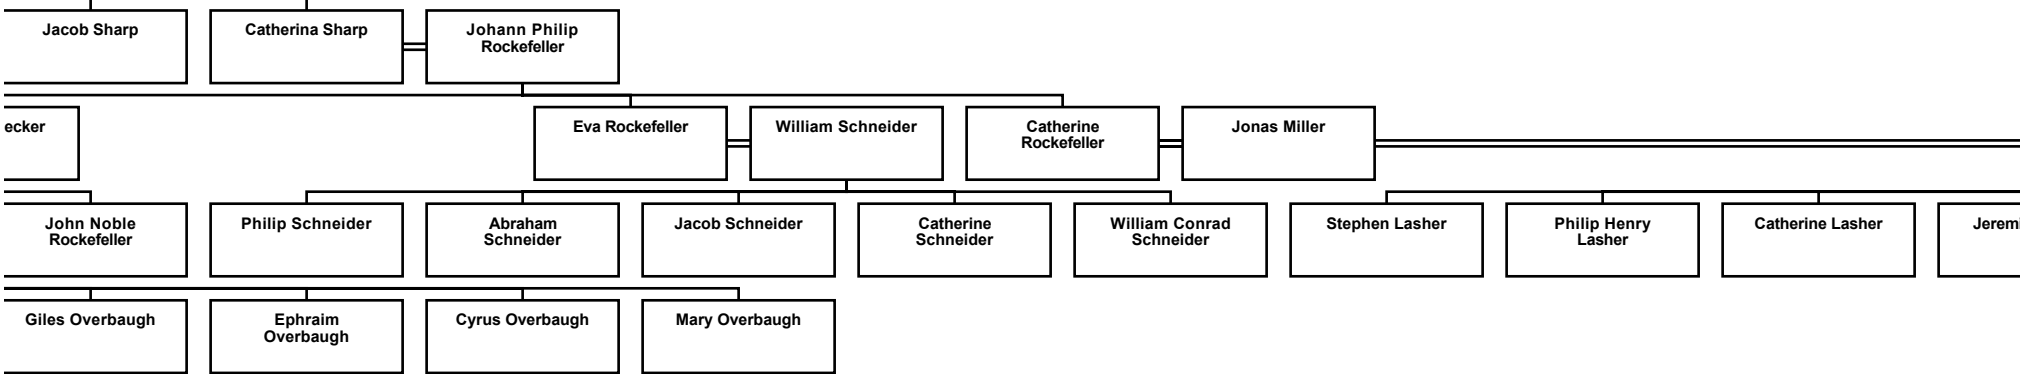 Jacob Sharp
Catherina Sharp
Johann Philip
Rockefeller
ecker
Eva Rockefeller
William Schneider
Catherine
Rockefeller
Jonas Miller
John Noble
Rockefeller
Philip Schneider
Abraham
Schneider
Jacob Schneider
Catherine
Schneider
William Conrad
Schneider
Stephen Lasher
Philip Henry
Lasher
Catherine Lasher
Jeremi
Giles Overbaugh
Ephraim
Overbaugh
Cyrus Overbaugh
Mary Overbaugh